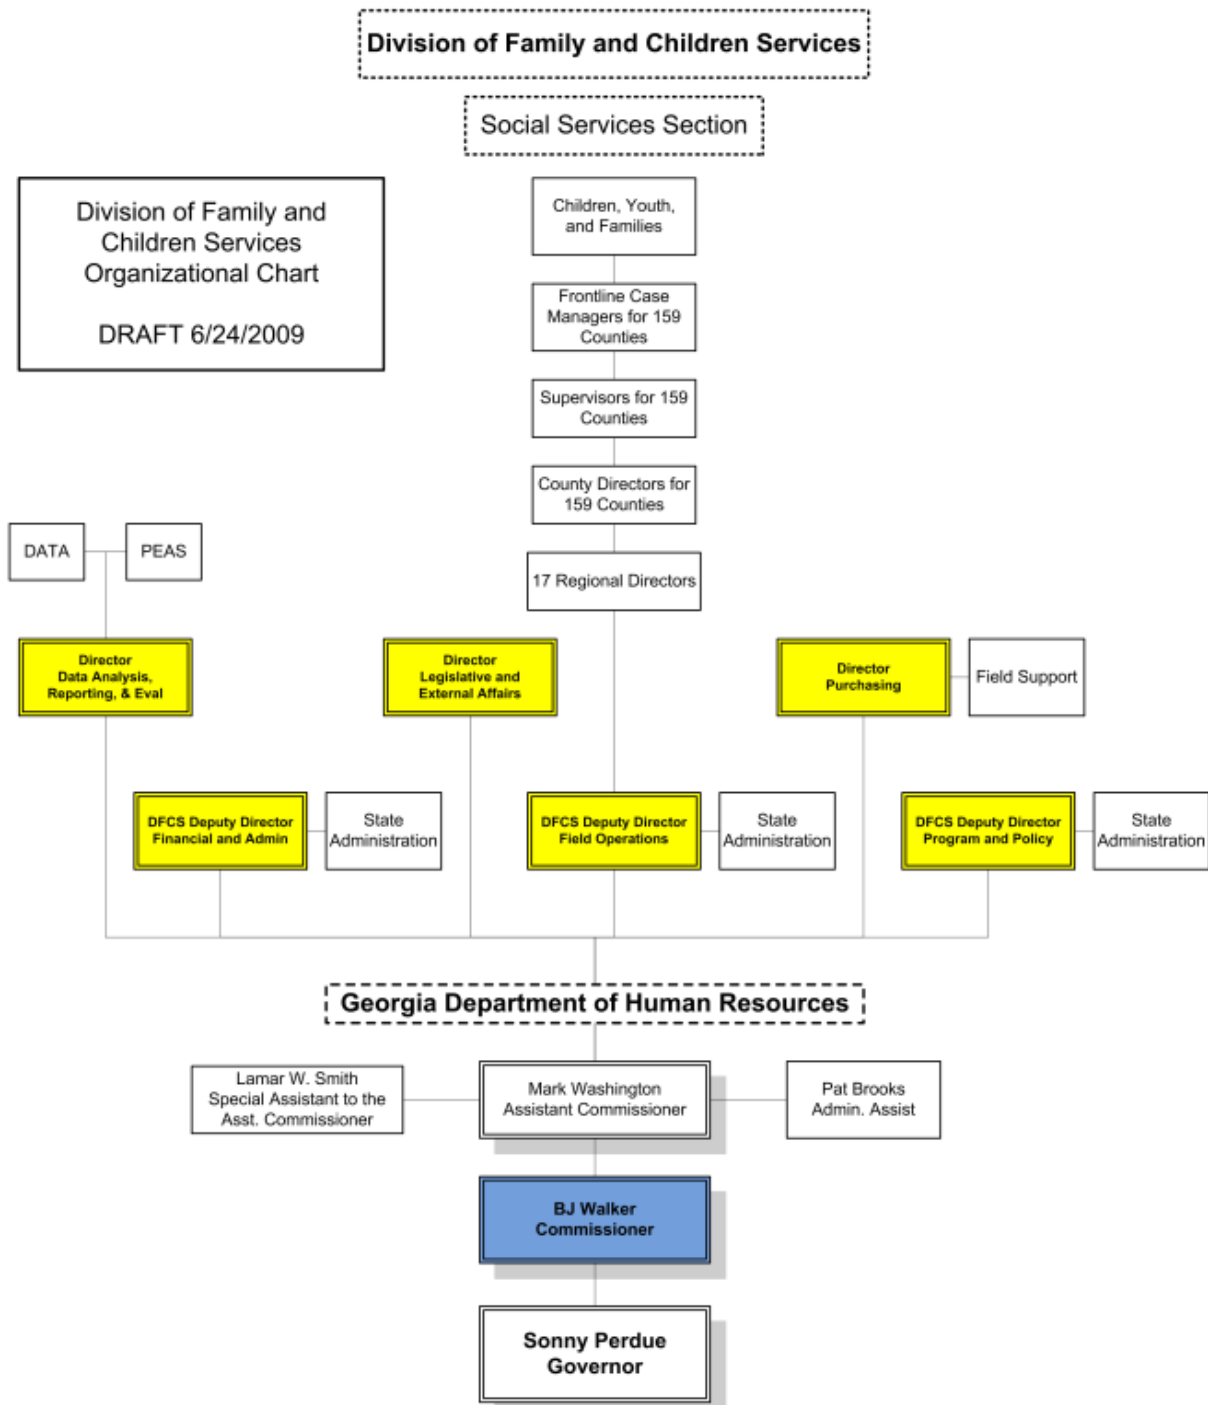 Division of Family and Children Services
Social Services Section
Division of Family and
Children Services
Organizational Chart
DRAFT 6/24/2009
Children, Youth,
and Families
Frontline Case
Managers for 159
Counties
Supervisors for 159
Counties
County Directors for
159 Counties
DATA
PEAS
17 Regional Directors
Director
Data Analysis,
Reporting, & Eval
Director
Legislative and
External Affairs
Director
Purchasing
Field Support
DFCS Deputy Director
Financial and Admin
State
Administration
DFCS Deputy Director
Field Operations
State
Administration
DFCS Deputy Director
Program and Policy
State
Administration
Georgia Department of Human Resources
Lamar W. Smith
Special Assistant to the
Asst. Commissioner
Mark Washington
Assistant Commissioner
Pat Brooks
Admin. Assist
BJ Walker
Commissioner
Sonny Perdue
Governor